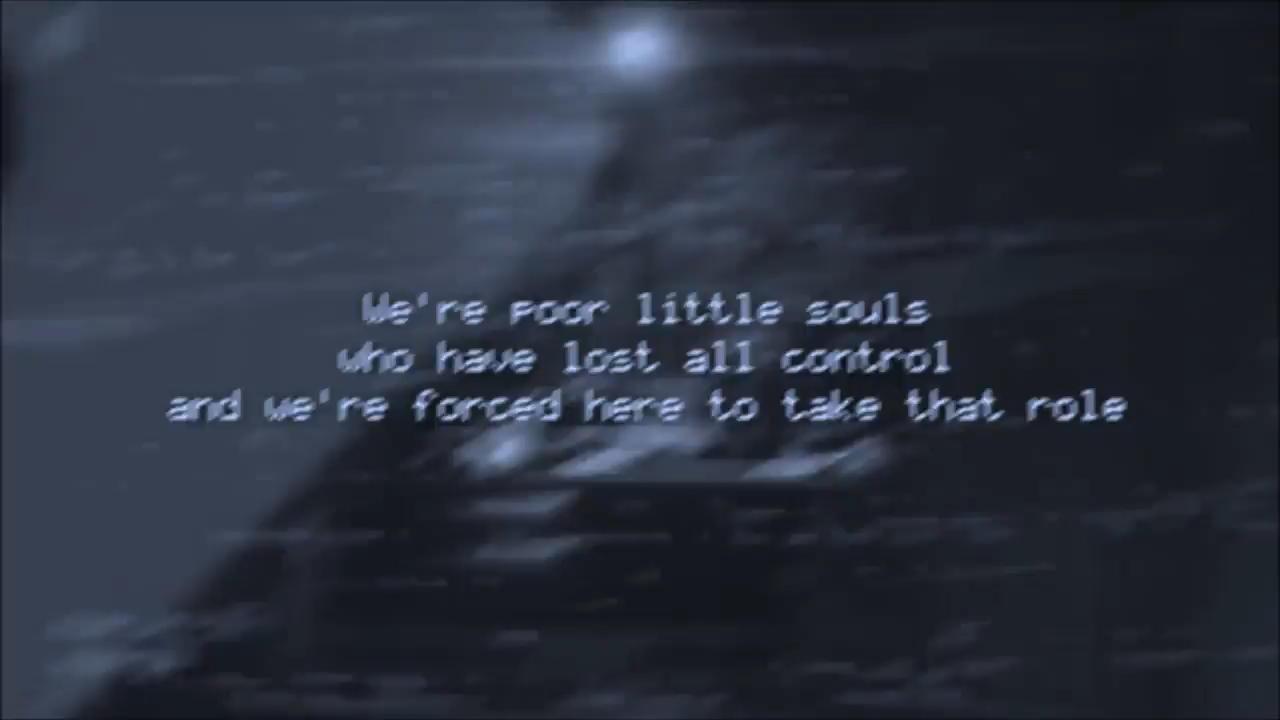 We're poor little souls
who have lost all control
and we're forced here to take that role